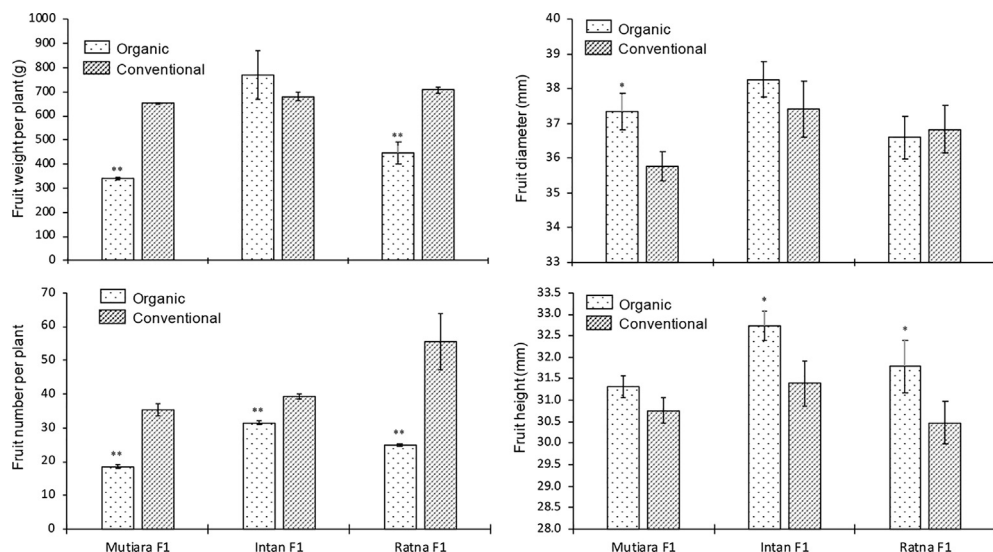 Fruit weight per plant (g)
1000
900
800
700
600
500
400
300
200
100
0
Organic
Conventional
**
**
Fruit diameter (mm)
40
39
38
37
36
35
34
33
Organic
Conventional
*
Fruit number per plant
70
60
50
40
30
20
10
0
Organic
Conventional
**
**
**
Mutiara F1
Intan F1
Ratna F1
Fruit height (mm)
33.5
33.0
32.5
32.0
31.5
31.0
30.5
30.0
29.5
29.0
28.5
28.0
Organic
Conventional
*
*
Mutiara F1
Intan F1
Ratna F1